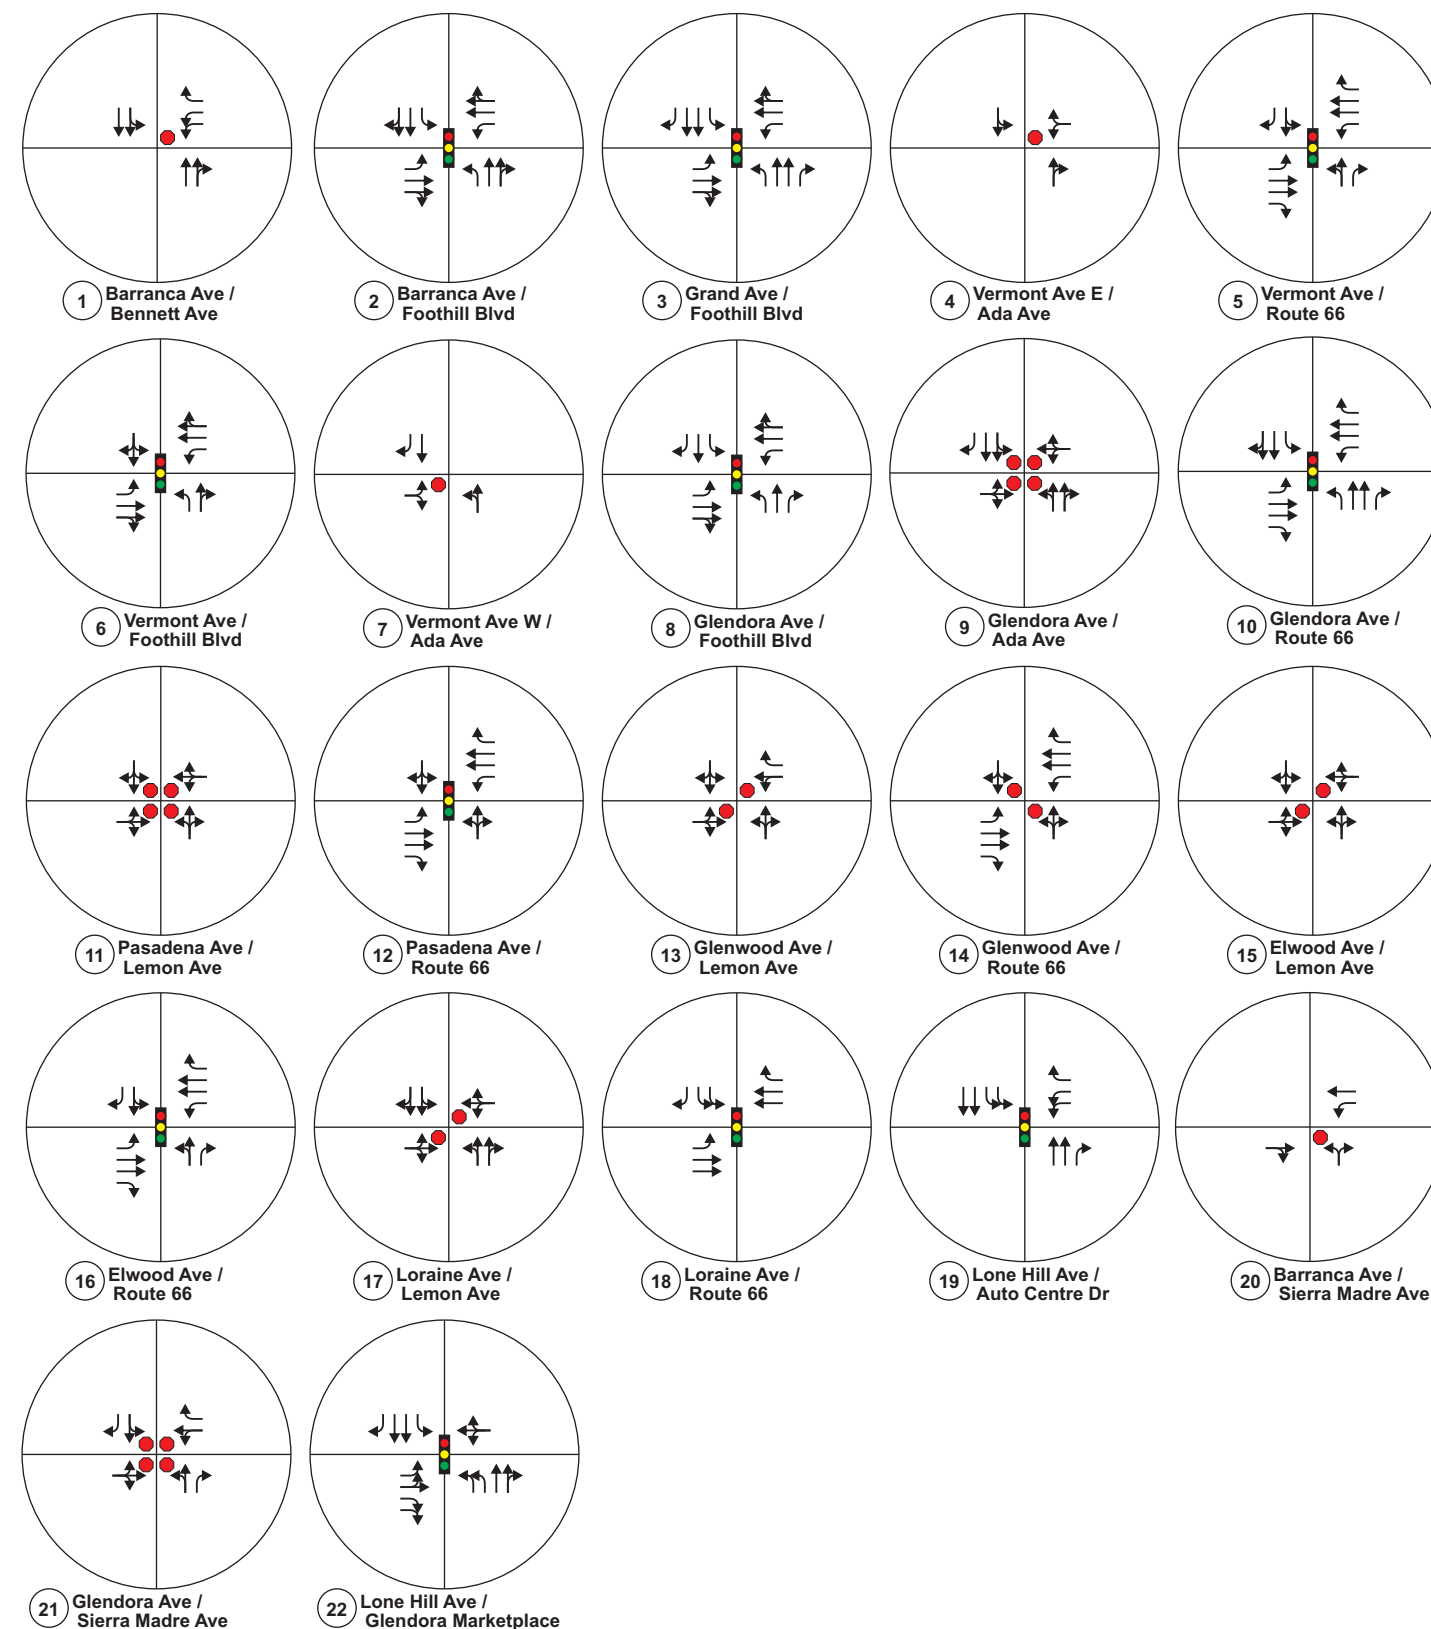 1 Barranca Ave /
Bennett Ave
2 Barranca Ave /
Foothill Blvd
3 Grand Ave /
Foothill Blvd
4 Vermont Ave E /
Ada Ave
5 Vermont Ave /
Route 66
6 Vermont Ave /
Foothill Blvd
7 Vermont Ave W /
Ada Ave
8 Glendora Ave /
Foothill Blvd
9 Glendora Ave /
Ada Ave
10 Glendora Ave /
Route 66
11 Pasadena Ave /
Lemon Ave
12 Pasadena Ave /
Route 66
13 Glenwood Ave /
Lemon Ave
14 Glenwood Ave /
Route 66
15 Elwood Ave /
Lemon Ave
16 Elwood Ave /
Route 66
17 Loraine Ave /
Lemon Ave
18 Loraine Ave /
Route 66
19 Lone Hill Ave /
Auto Centre Dr
20 Barranca Ave /
Sierra Madre Ave
21 Glendora Ave /
Sierra Madre Ave
22 Lone Hill Ave /
Glendora Marketplace